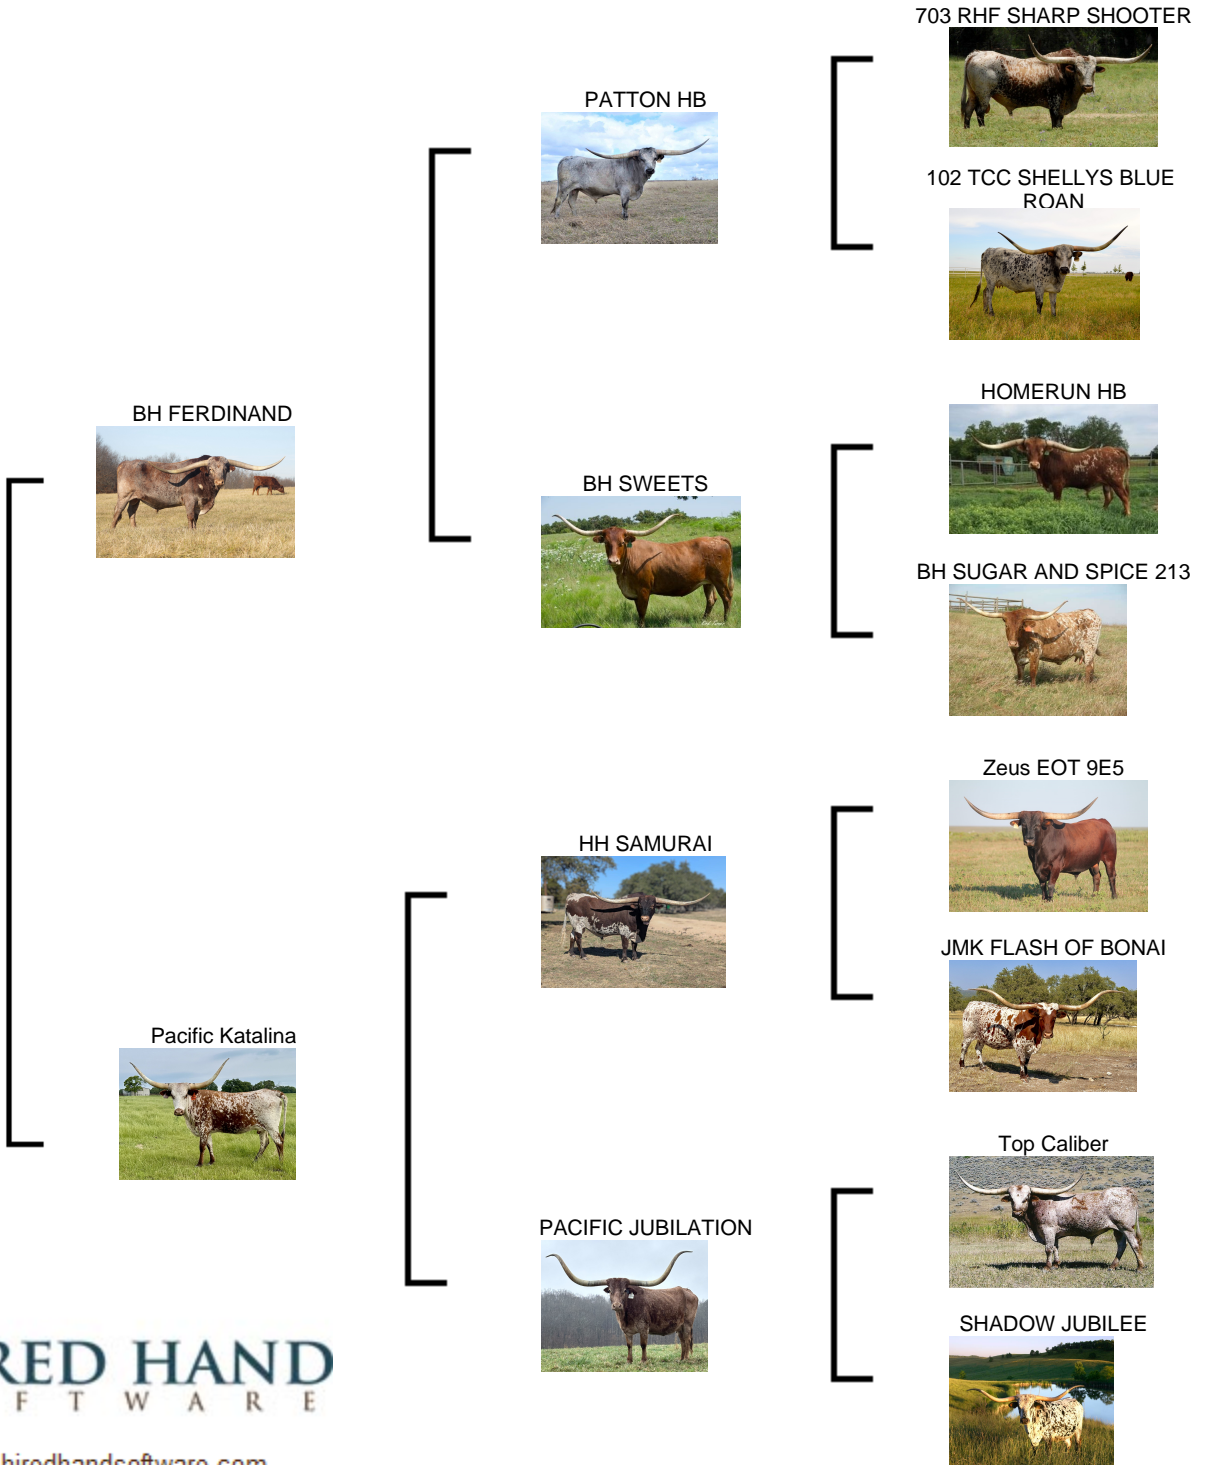 703 RHF SHARP SHOOTER
PATTON HB
102 TCC SHELLYS BLUE
ROAN
HOMERUN HB
BH FERDINAND
BH SWEETS
BH SUGAR AND SPICE 213
Zeus EOT 9E5
HH SAMURAI
JMK FLASH OF BONAI
Pacific Katalina
Top Caliber
PACIFIC JUBILATION
SHADOW JUBILEE
RED HAND
F T W A R E
hiredhandsoftware.com